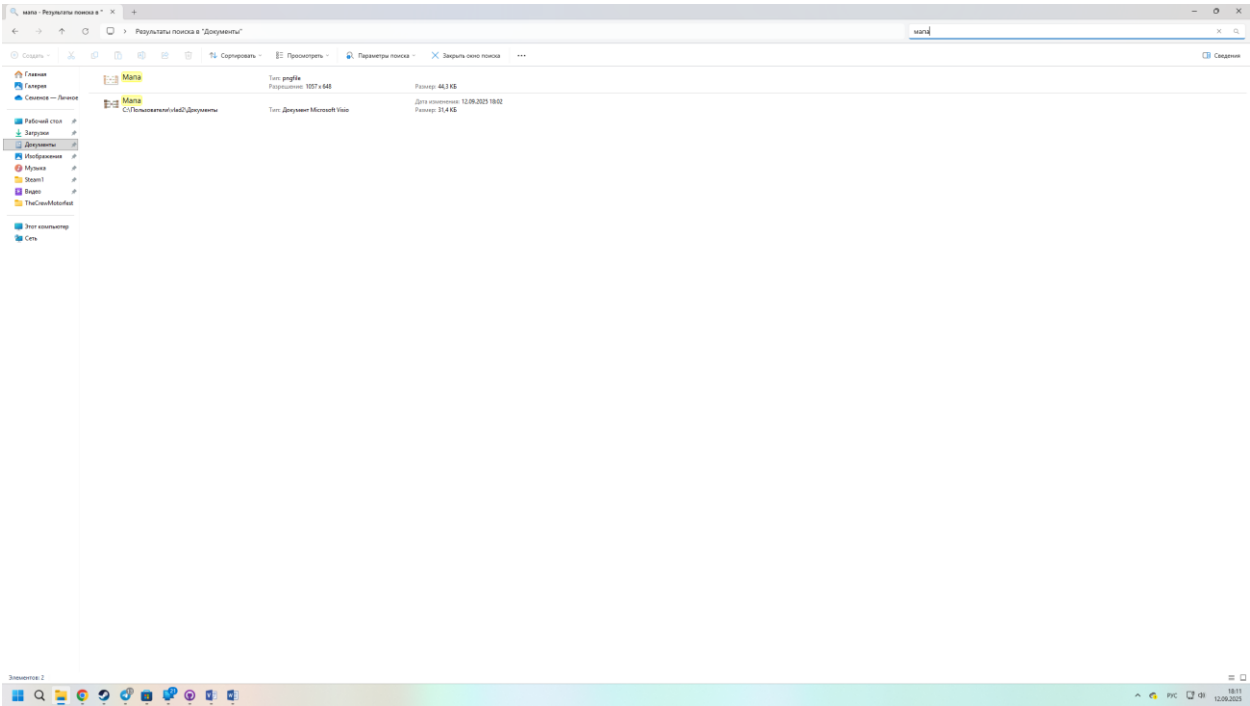 мапа - Результаты поиска в "
Результаты поиска в "Документы"
мапа
Создать
Сортировать
Просмотреть
Параметры поиска
Закрыть окно поиска
Сведения
Главная
Галерея
Семенов — Личное
Рабочий стол
Загрузки
Документы
Изображения
Музыка
Steam1
Видео
TheCrewMotorfest
Этот компьютер
Сеть
Мапа
Тип: pngfile
Разрешение: 1057 x 648
Размер: 44,3 КБ
Мапа
C:\Пользователи\vlad2\Документы
Тип: Документ Microsoft Visio
Дата изменения: 12.09.2025 18:02
Размер: 31,4 КБ
Элементов: 2
РУС
18:11
12.09.2025